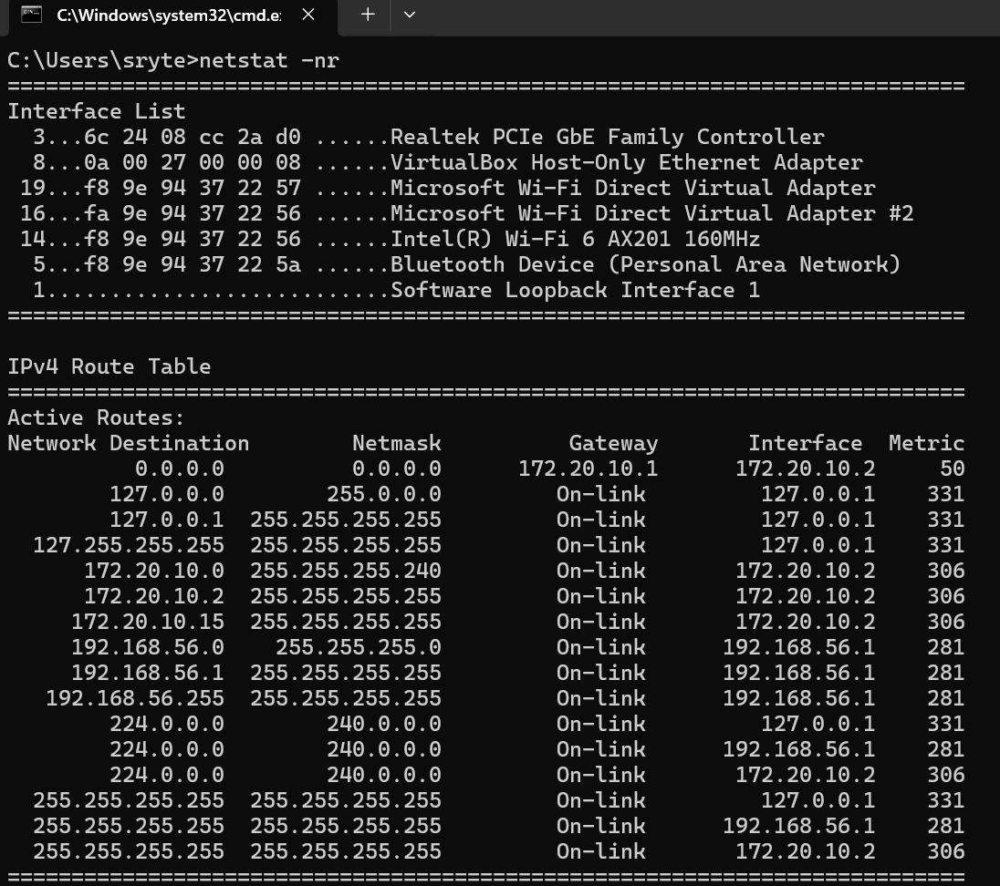 C:\Windows\system32\cmd.e:
C:\Users\sryte>netstat -nr
===========================================================================
Interface List
  3...6c 24 08 cc 2a d0 ......Realtek PCIe GbE Family Controller
  8...0a 00 27 00 00 08 ......VirtualBox Host-Only Ethernet Adapter
 19...f8 9e 94 37 22 57 ......Microsoft Wi-Fi Direct Virtual Adapter
 16...fa 9e 94 37 22 56 ......Microsoft Wi-Fi Direct Virtual Adapter #2
 14...f8 9e 94 37 22 56 ......Intel(R) Wi-Fi 6 AX201 160MHz
  5...f8 9e 94 37 22 5a ......Bluetooth Device (Personal Area Network)
  1...........................Software Loopback Interface 1
===========================================================================
IPv4 Route Table
===========================================================================
Active Routes:
Network Destination        Netmask          Gateway       Interface  Metric
          0.0.0.0          0.0.0.0      172.20.10.1      172.20.10.2     50
        127.0.0.0        255.0.0.0         On-link         127.0.0.1    331
        127.0.0.1  255.255.255.255         On-link         127.0.0.1    331
  127.255.255.255  255.255.255.255         On-link         127.0.0.1    331
      172.20.10.0  255.255.255.240         On-link       172.20.10.2    306
      172.20.10.2  255.255.255.255         On-link       172.20.10.2    306
     172.20.10.15  255.255.255.255         On-link       172.20.10.2    306
     192.168.56.0    255.255.255.0         On-link      192.168.56.1    281
     192.168.56.1  255.255.255.255         On-link      192.168.56.1    281
   192.168.56.255  255.255.255.255         On-link      192.168.56.1    281
        224.0.0.0        240.0.0.0         On-link         127.0.0.1    331
        224.0.0.0        240.0.0.0         On-link      192.168.56.1    281
        224.0.0.0        240.0.0.0         On-link       172.20.10.2    306
  255.255.255.255  255.255.255.255         On-link         127.0.0.1    331
  255.255.255.255  255.255.255.255         On-link      192.168.56.1    281
  255.255.255.255  255.255.255.255         On-link       172.20.10.2    306
===========================================================================